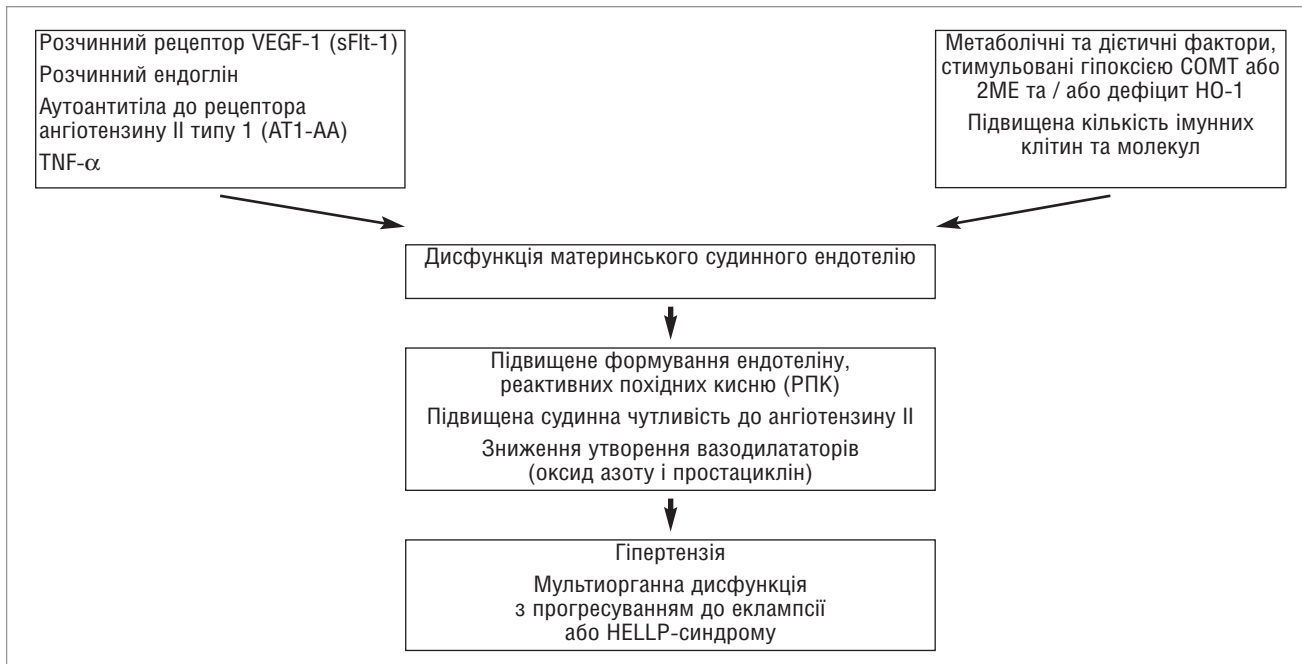 Розчинний рецептор VEGF-1 (sFlt-1)
Розчинний ендоглін
Аутоантитіла до рецептора
ангіотензину II типу 1 (AT1-AA)
TNF-α
Метаболічні та дієтичні фактори,
стимульовані гіпоксією COMT або
2ME та / або дефіцит HO-1
Підвищена кількість імунних
клітин та молекул
Дисфункція материнського судинного ендотелію
Підвищене формування ендотеліну,
реактивних похідних кисню (РПК)
Підвищена судинна чутливість до ангіотензину II
Зниження утворення вазодилататорів
(оксид азоту і простациклін)
Гіпертензія
Мультиорганна дисфункція
з прогресуванням до еклампсії
або HELLP-синдрому